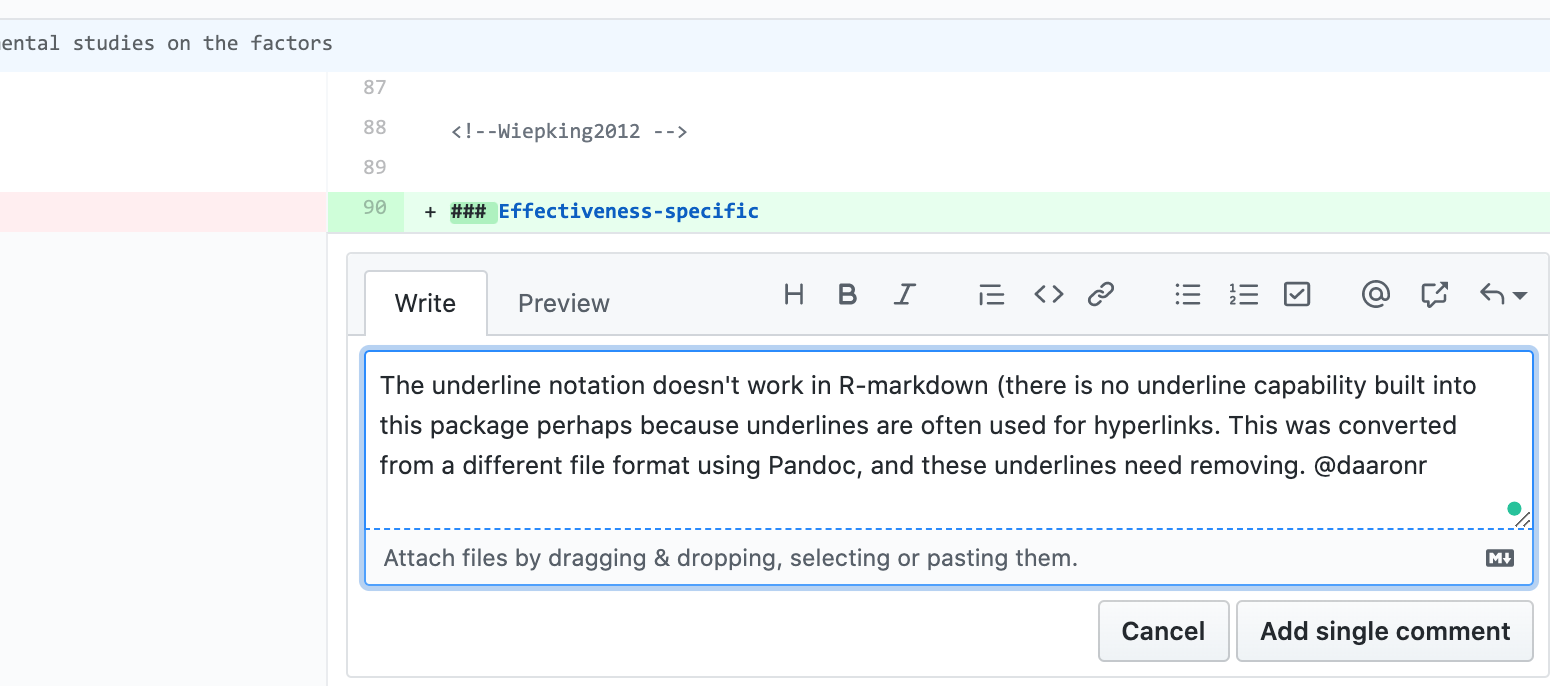 ental studies on the factors
87
88 <!--Wiepking2012 -->
89
90 + ### Effectiveness-specific
Write Preview
The underline notation doesn't work in R-markdown (there is no underline capability built into
this package perhaps because underlines are often used for hyperlinks. This was converted
from a different file format using Pandoc, and these underlines need removing. @daaronr
Attach files by dragging & dropping, selecting or pasting them.
Cancel Add single comment